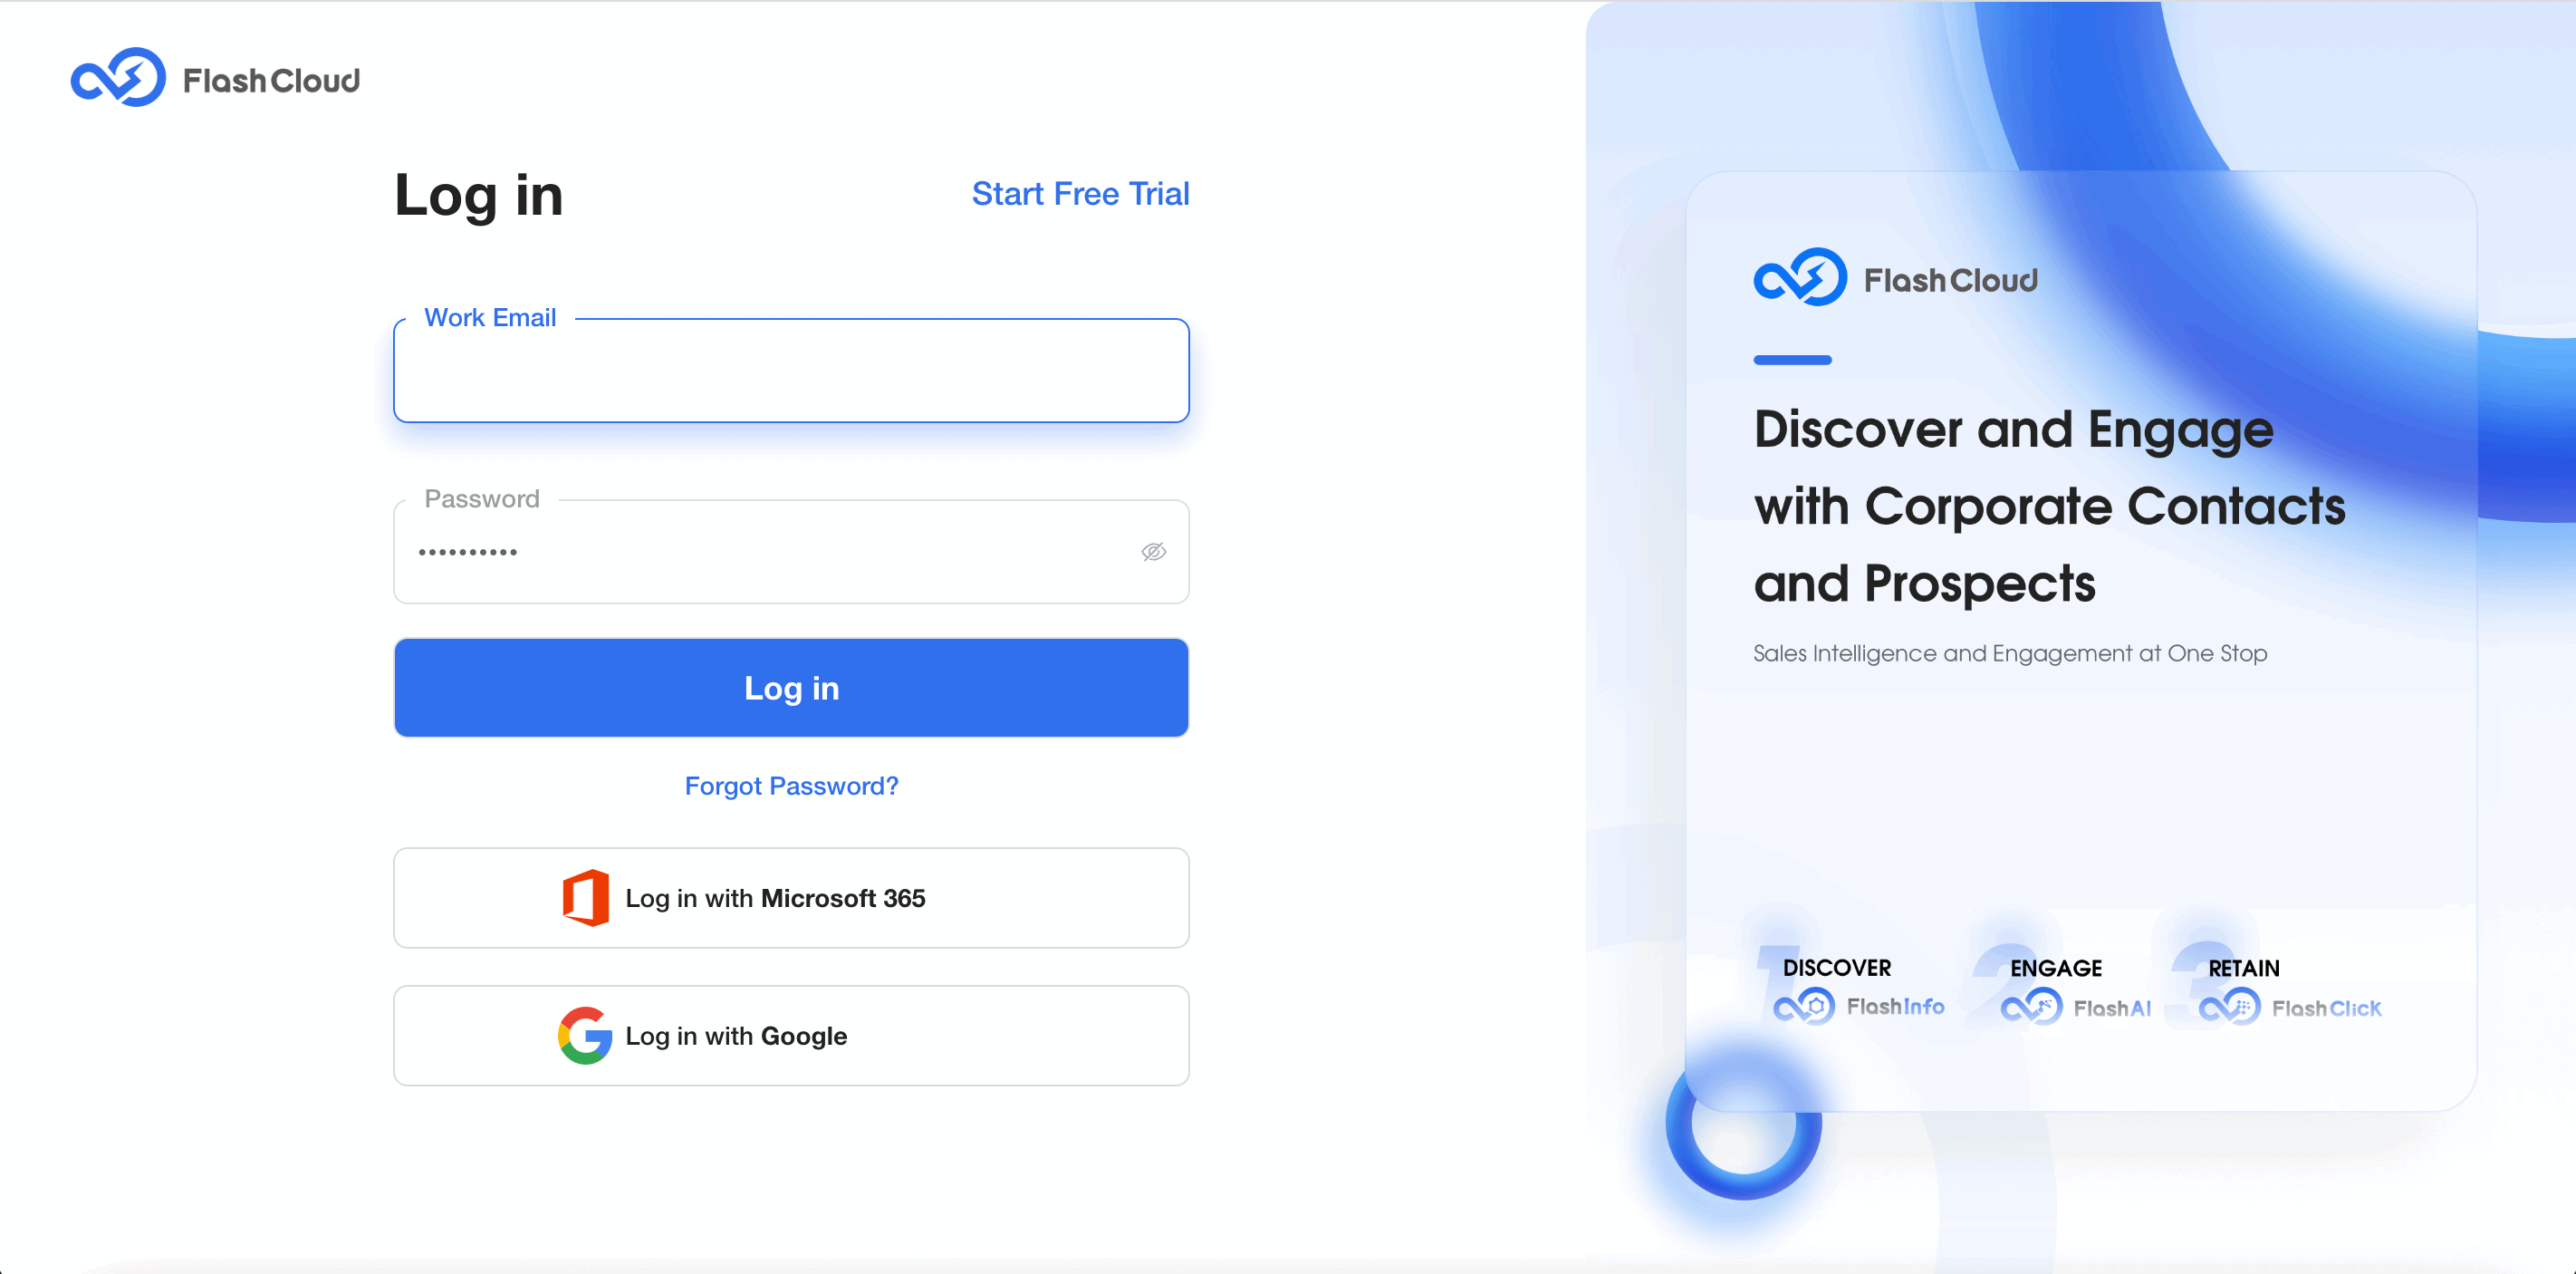 FlashCloud
Log in
Start Free Trial
Work Email
Password
••••••••••
Log in
Forgot Password?
Log in with Microsoft 365
Log in with Google
FlashCloud
Discover and Engage
with Corporate Contacts
and Prospects
Sales Intelligence and Engagement at One Stop
1
DISCOVER
FlashInfo
2
ENGAGE
FlashAI
3
RETAIN
FlashClick